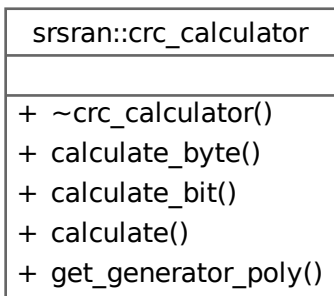 srsran::crc_calculator
+ ~crc_calculator()
+ calculate_byte()
+ calculate_bit()
+ calculate()
+ get_generator_poly()